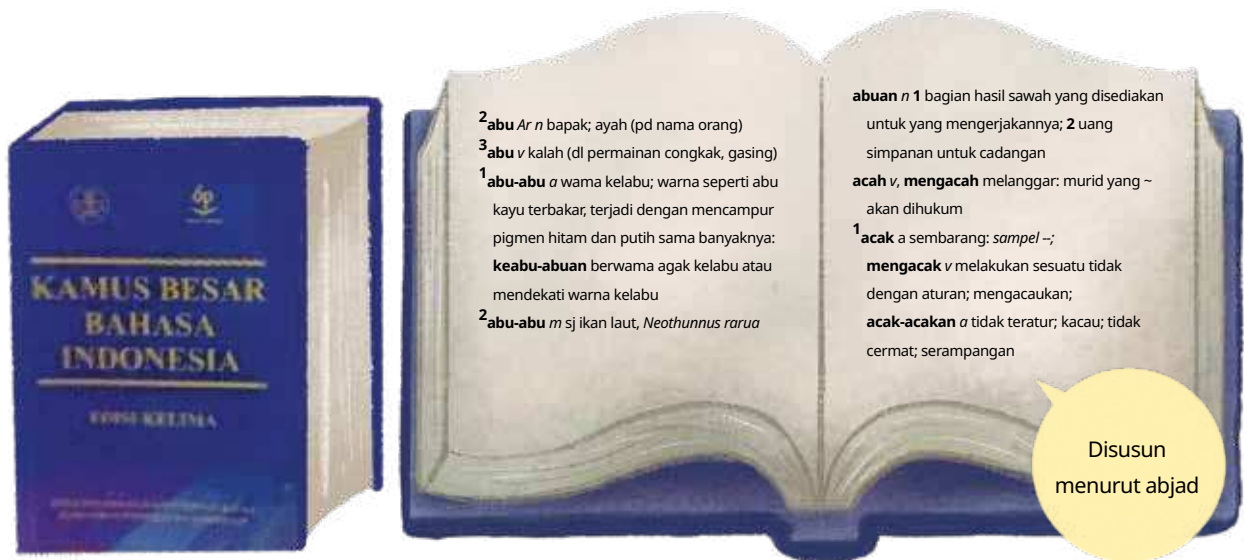 KAMUS BESAR
BAHASA
INDONESIA
EDISI KELIMA
²abu Ar n bapak; ayah (pd nama orang)
³abu v kalah (dl permainan congkak, gasing)
¹abu-abu a wama kelabu; warna seperti abu
kayu terbakar, terjadi dengan mencampur
pigmen hitam dan putih sama banyaknya:
keabu-abuan berwama agak kelabu atau
mendekati warna kelabu
²abu-abu m sj ikan laut, Neothunnus rarua
abuan n 1 bagian hasil sawah yang disediakan
untuk yang mengerjakannya; 2 uang
simpanan untuk cadangan
acah v, mengacah melanggar: murid yang ~
akan dihukum
¹acak a sembarang: sampel --;
mengacak v melakukan sesuatu tidak
dengan aturan; mengacaukan;
acak-acakan a tidak teratur; kacau; tidak
cermat; serampangan
Disusun
menurut abjad